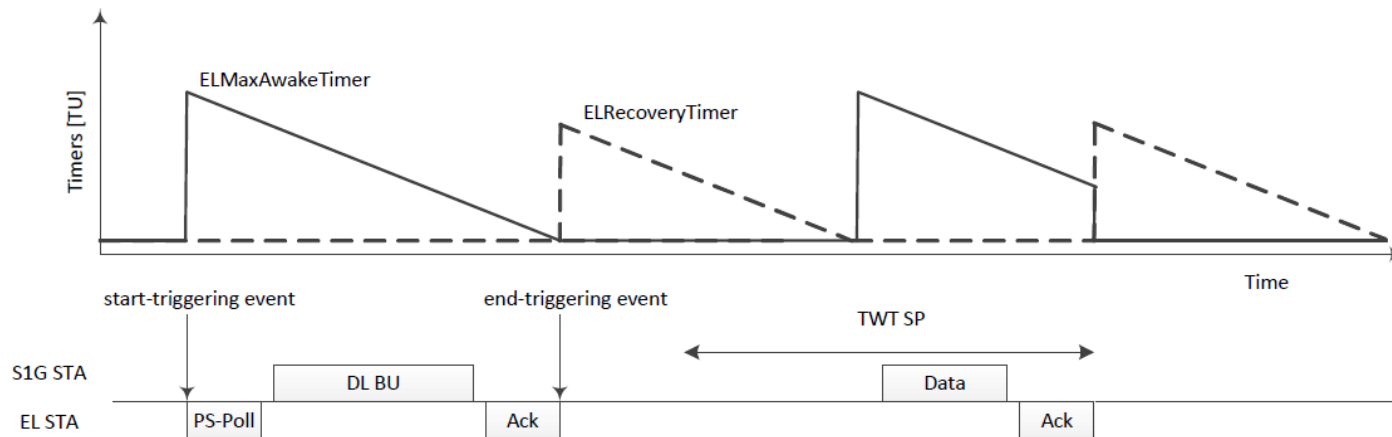 ELMaxAwakeTimer
ELRecoveryTimer
Timers [TU]
Time
start-triggering event
end-triggering event
TWT SP
S1G STA
DL BU
Data
EL STA
PS-Poll
Ack
Ack